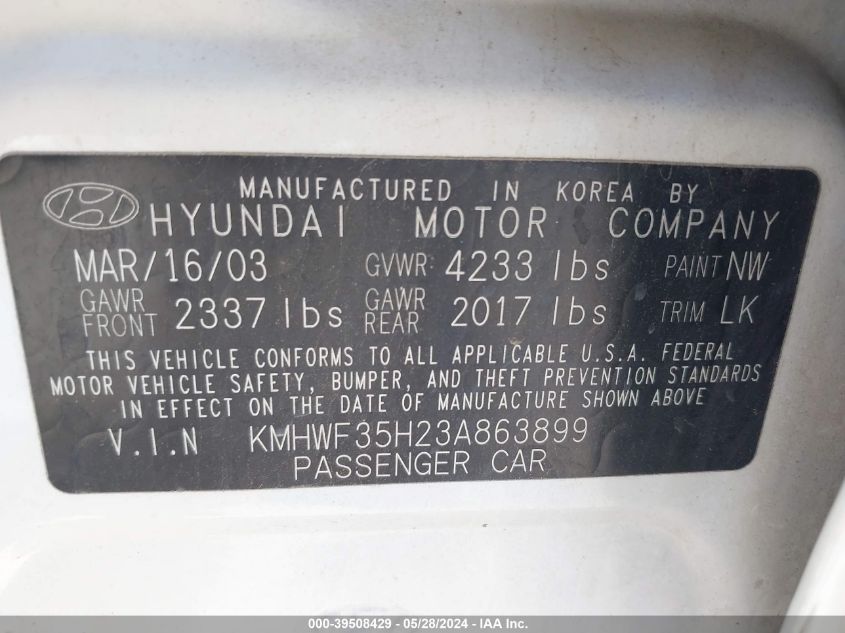 MANUFACTURED IN KOREA BY
HYUNDAI MOTOR COMPANY
MAR/16/03 GVWR 4233 lbs PAINT NW
GAWR FRONT 2337 lbs GAWR REAR 2017 lbs TRIM LK
THIS VEHICLE CONFORMS TO ALL APPLICABLE U.S.A. FEDERAL
MOTOR VEHICLE SAFETY, BUMPER, AND THEFT PREVENTION STANDARDS
IN EFFECT ON THE DATE OF MANUFACTURE SHOWN ABOVE
V.I.N KMHWF35H23A863899
PASSENGER CAR
000-39508429 - 05/28/2024 - IAA Inc.